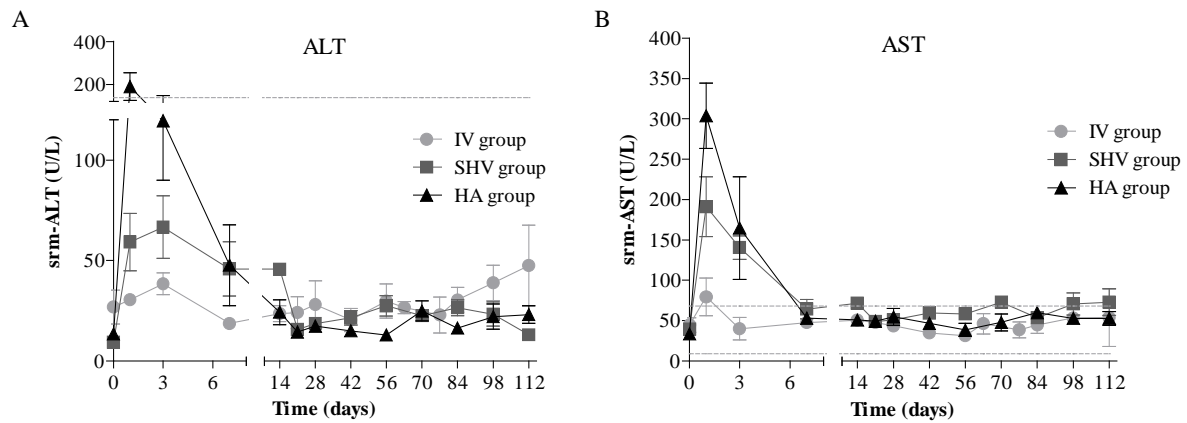 A
ALT
400
200
100
50
0
srm-ALT (U/L)
IV group
SHV group
HA group
0 3 6 14 28 42 56 70 84 98 112
Time (days)
B
AST
400
350
300
250
200
150
100
50
0
srm-AST (U/L)
IV group
SHV group
HA group
0 3 6 14 28 42 56 70 84 98 112
Time (days)